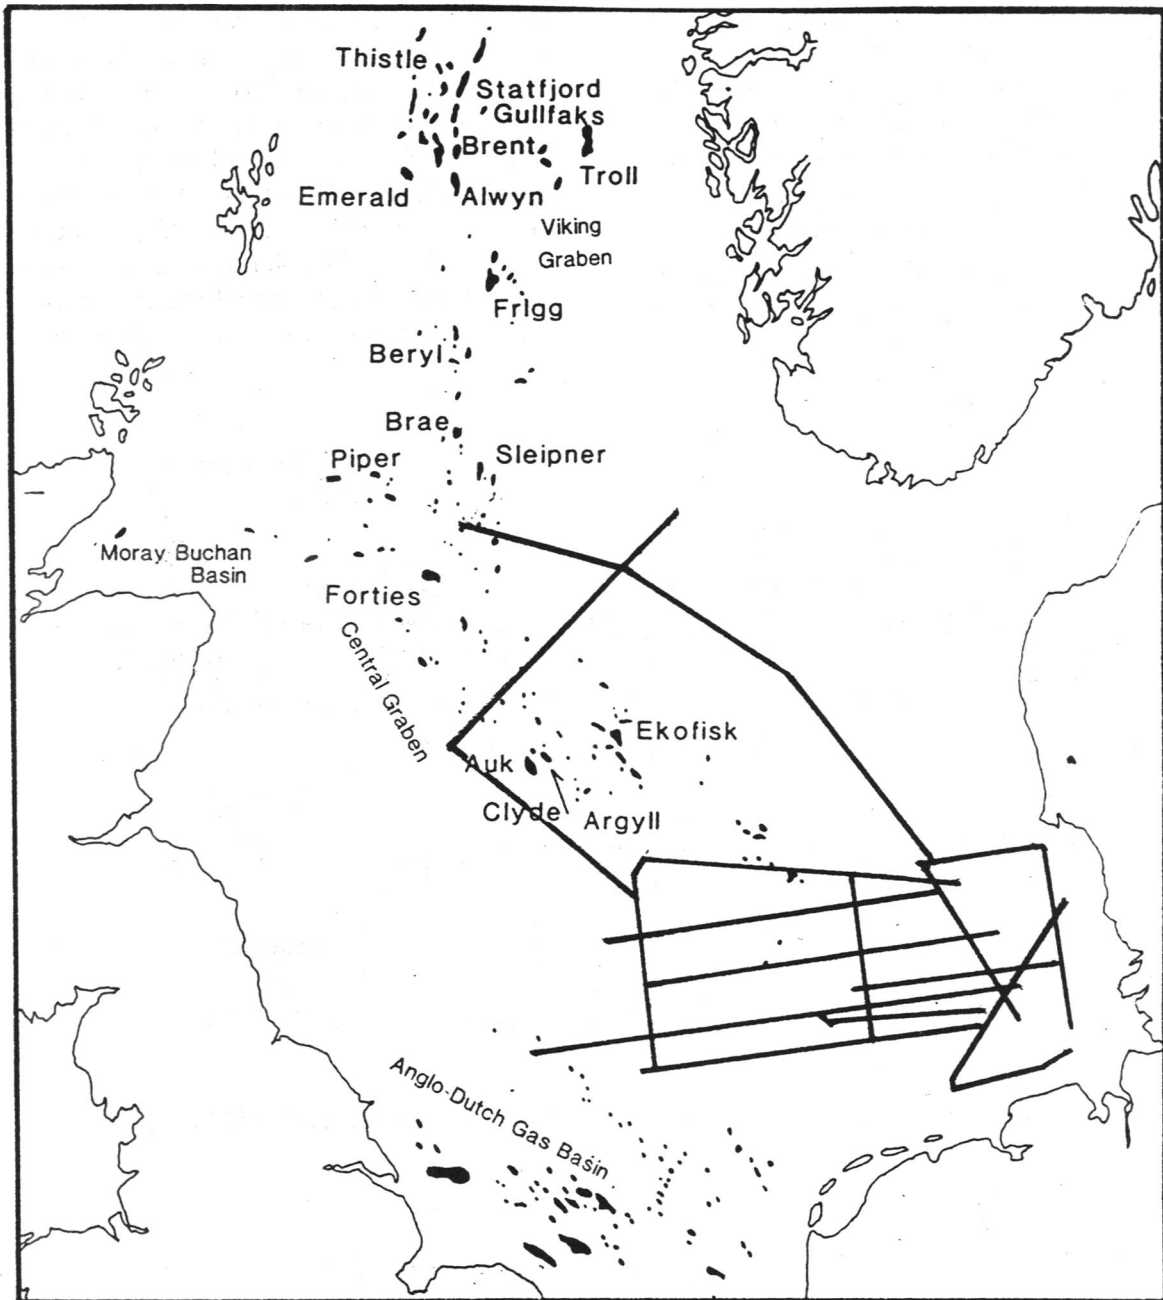 Thistle
Statfjord
Gullfaks
Brent
Troll
Emerald
Alwyn
Viking
Graben
Frigg
Beryl
Brae
Piper
Sleipner
Moray Buchan
Basin
Forties
Central Graben
Ekofisk
Auk
Clyde
Argyll
Anglo-Dutch Gas Basin